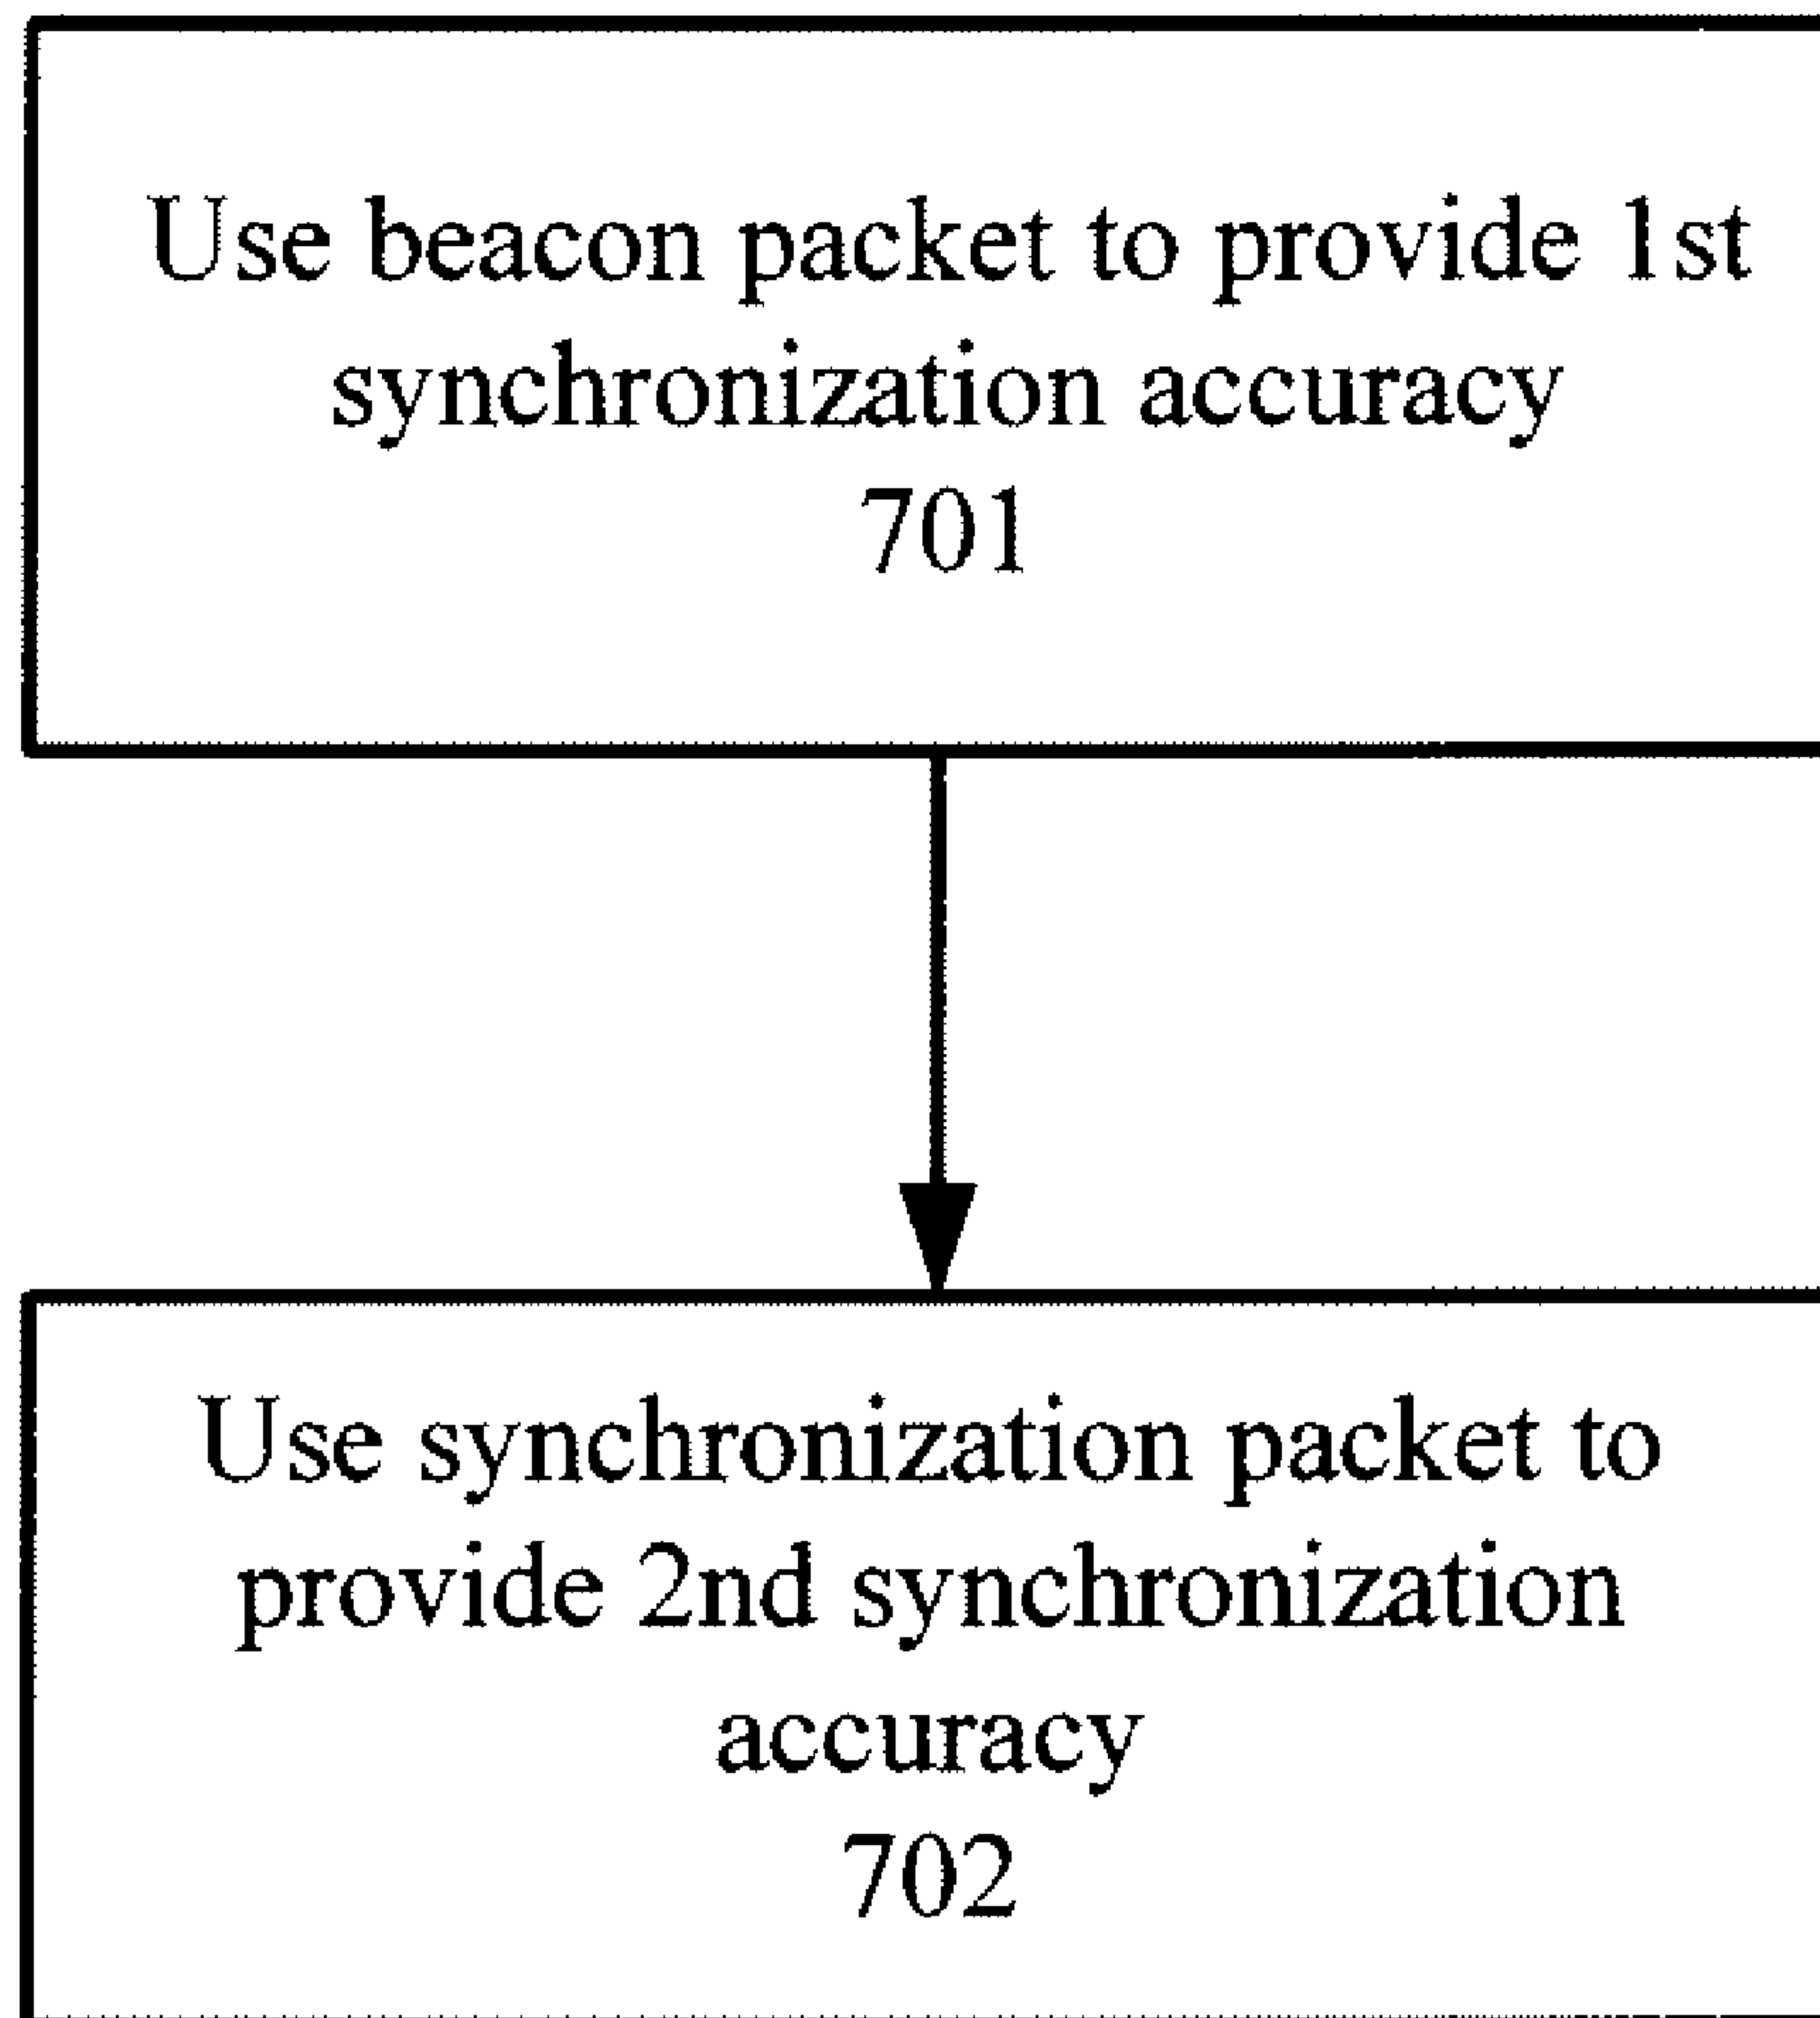 Use beacon packet to provide 1st
synchronization accuracy
701
Use synchronization packet to
provide 2nd synchronization
accuracy
702